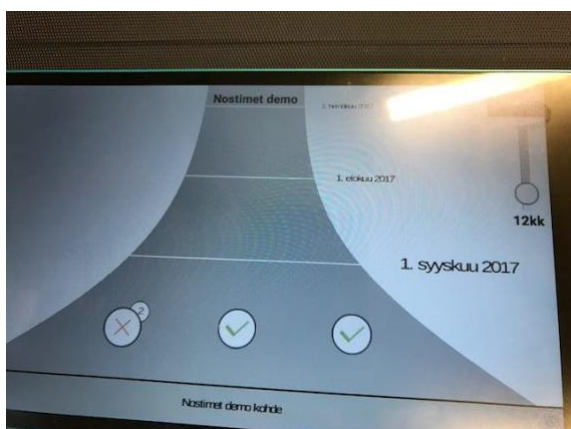 Nostimet demo
1. elokuu 2017
12kk
1. syyskuu 2017
2
Nostimet demo kohde